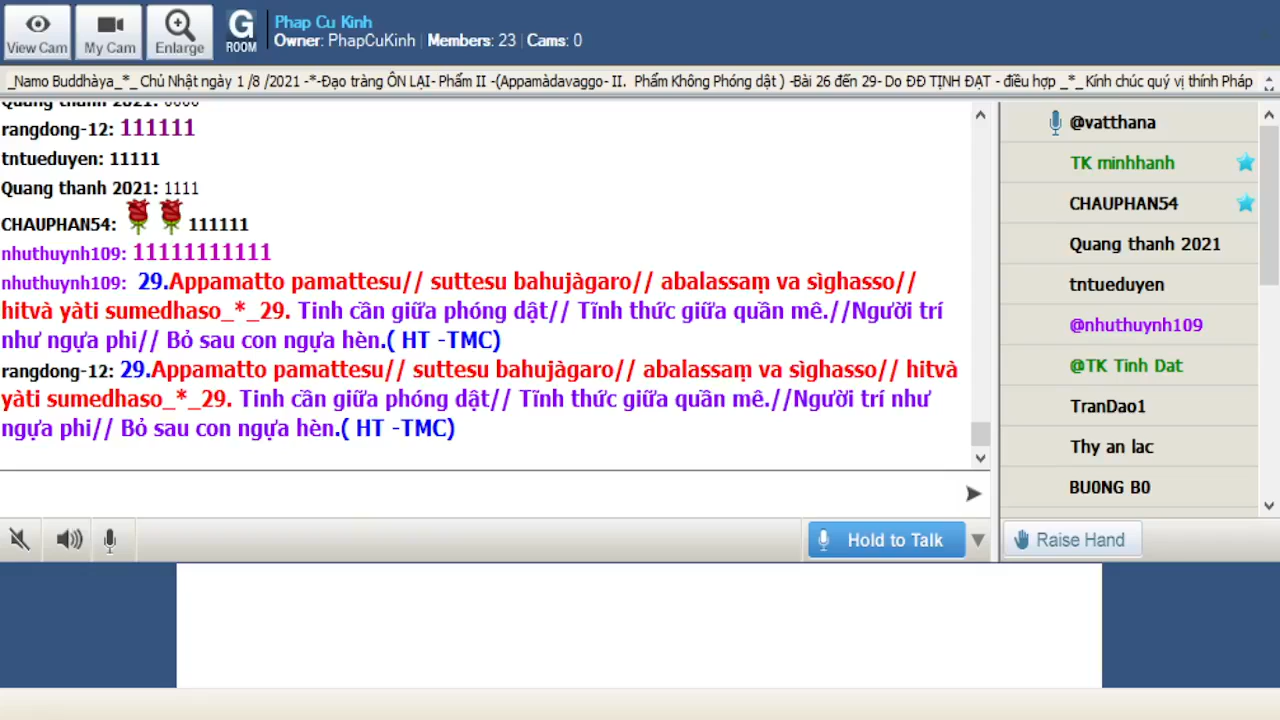 Phap Cu Kinh
View Cam
My Cam
Enlarge
G
ROOM
Owner: PhapCuKinh | Members: 23 | Cams: 0
_Namo Buddhàya_*_ Chủ Nhật ngày 1 /8 /2021 -*-Đạo tràng ÔN LẠI- Phẩm II -(Appamàdavaggo- II. Phẩm Không Phóng dật ) -Bài 26 đến 29- Do ĐĐ TỊNH ĐẠT - điều hợp _*_ Kính chúc quý vị thính Pháp
Quang thanh 2021: 0000
rangdong-12: 111111
tntueduyen: 11111
Quang thanh 2021: 1111
CHAUPHAN54: 111111
nhuthuynh109: 11111111111
nhuthuynh109: 29.Appamatto pamattesu// suttesu bahujàgaro// abalassaṃ va sìghasso//
hitvà yàti sumedhaso_*_29. Tinh cần giữa phóng dật// Tĩnh thức giữa quần mê.//Người trí
như ngựa phi// Bỏ sau con ngựa hèn.( HT -TMC)
rangdong-12: 29.Appamatto pamattesu// suttesu bahujàgaro// abalassaṃ va sìghasso// hitvà
yàti sumedhaso_*_29. Tinh cần giữa phóng dật// Tĩnh thức giữa quần mê.//Người trí như
ngựa phi// Bỏ sau con ngựa hèn.( HT -TMC)
@vatthana
TK minhhanh
CHAUPHAN54
Quang thanh 2021
tntueduyen
@nhuthuynh109
@TK Tinh Dat
TranDao1
Thy an lac
BU0NG B0
Hold to Talk
Raise Hand